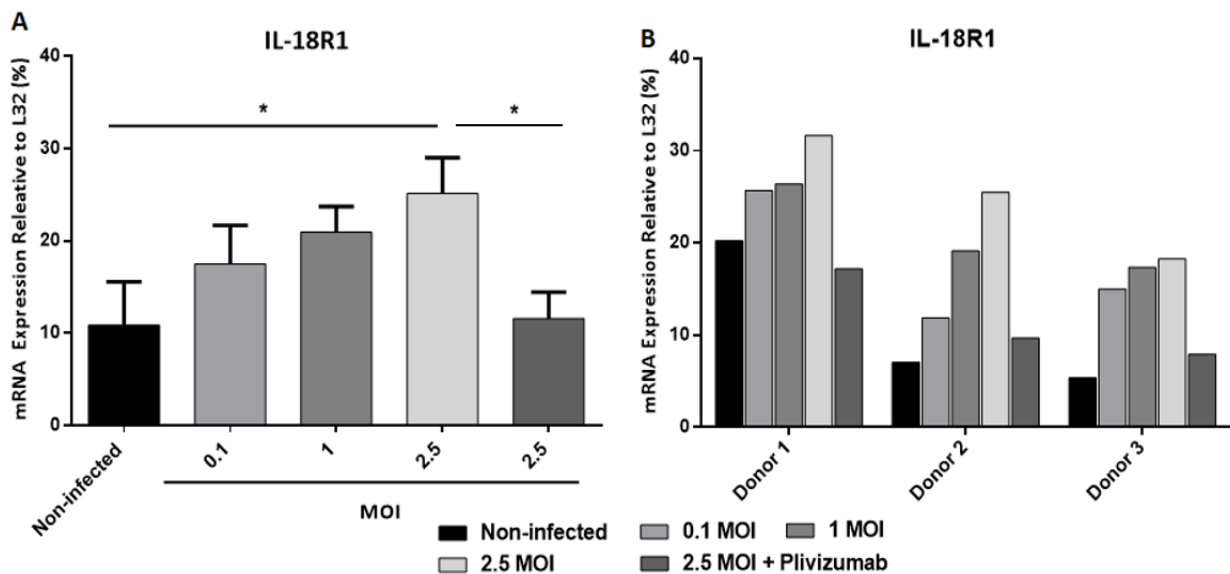 A
IL-18R1
mRNA Expression Releative to L32 (%)
40
30
20
10
0
*
*
Non-infected
0.1
1
2.5
2.5
MOI
B
IL-18R1
mRNA Expression Relative to L32 (%)
40
30
20
10
0
Donor 1
Donor 2
Donor 3
Non-infected
0.1 MOI
1 MOI
2.5 MOI
2.5 MOI + Plivizumab